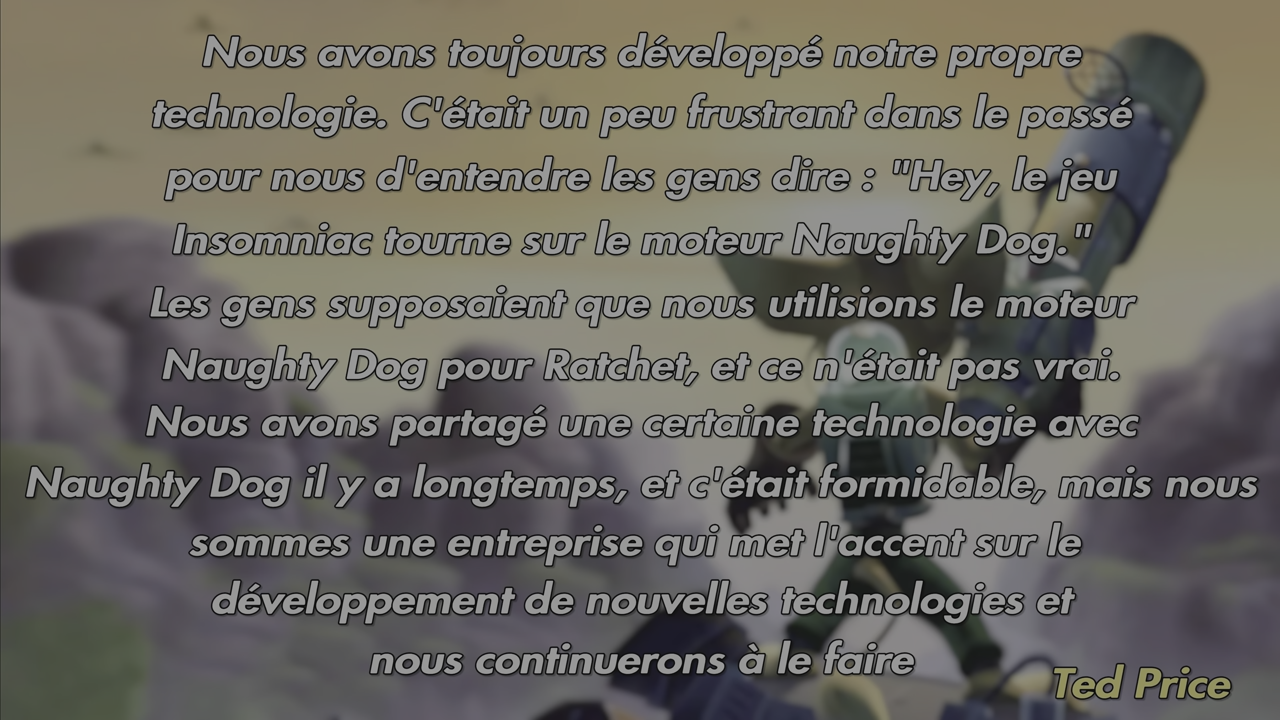 Nous avons toujours développé notre propre
technologie. C'était un peu frustrant dans le passé
pour nous d'entendre les gens dire : "Hey, le jeu
Insomniac tourne sur le moteur Naughty Dog."
Les gens supposaient que nous utilisions le moteur
Naughty Dog pour Ratchet, et ce n'était pas vrai.
Nous avons partagé une certaine technologie avec
Naughty Dog il y a longtemps, et c'était formidable, mais nous
sommes une entreprise qui met l'accent sur le
développement de nouvelles technologies et
nous continuerons à le faire
Ted Price